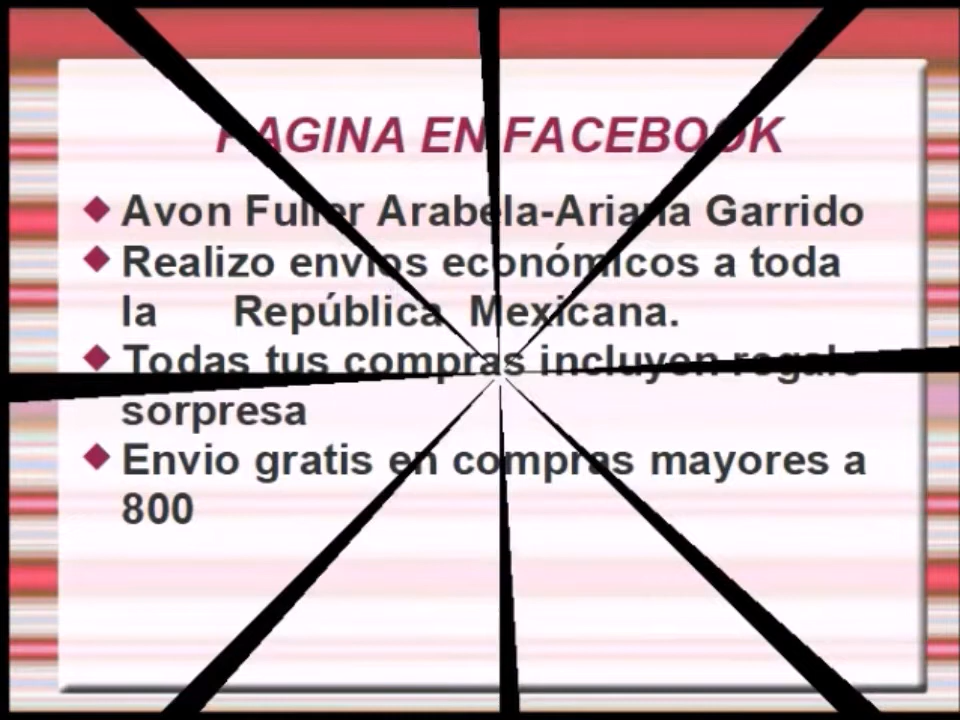 PAGINA EN FACEBOOK
Avon Fuller Arabela-Ariana Garrido
Realizo envios económicos a toda
la República Mexicana.
Todas tus compras incluyen regalo
sorpresa
Envio gratis en compras mayores a
800